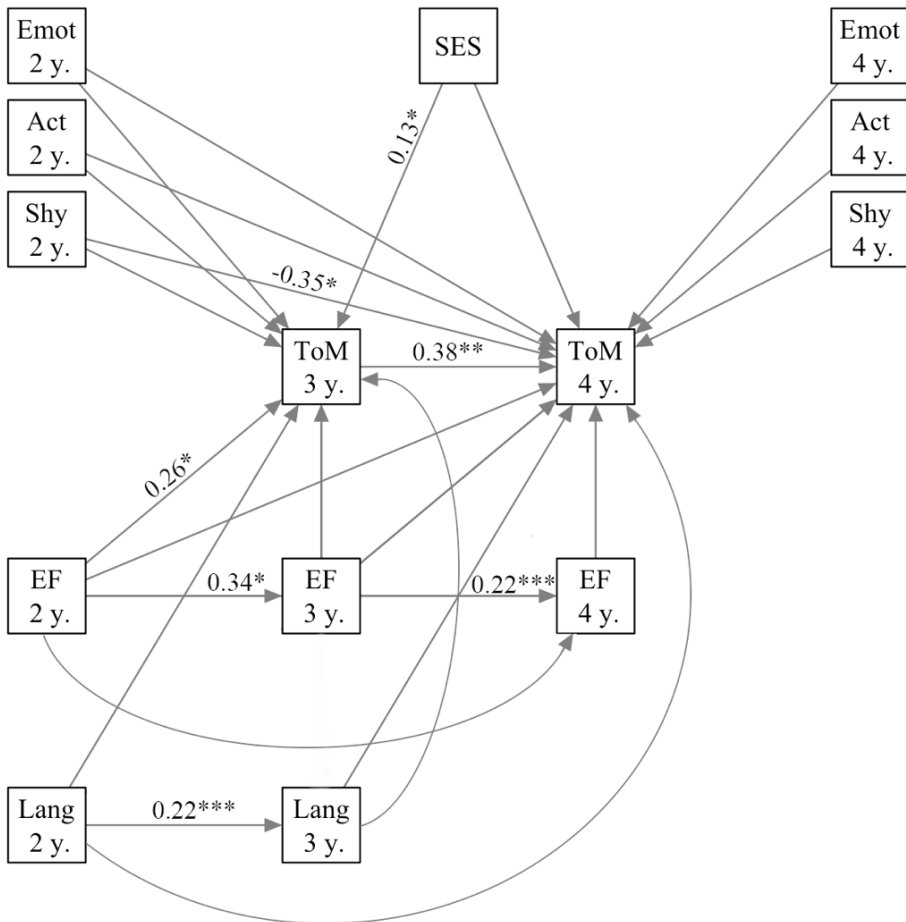 Emot
2 y.
SES
Emot
4 y.
Act
2 y.
0.13*
Act
4 y.
Shy
2 y.
Shy
4 y.
-0.35*
ToM
3 y.
0.38**
ToM
4 y.
0.26*
EF
2 y.
0.34*
EF
3 y.
0.22***
EF
4 y.
Lang
2 y.
0.22***
Lang
3 y.